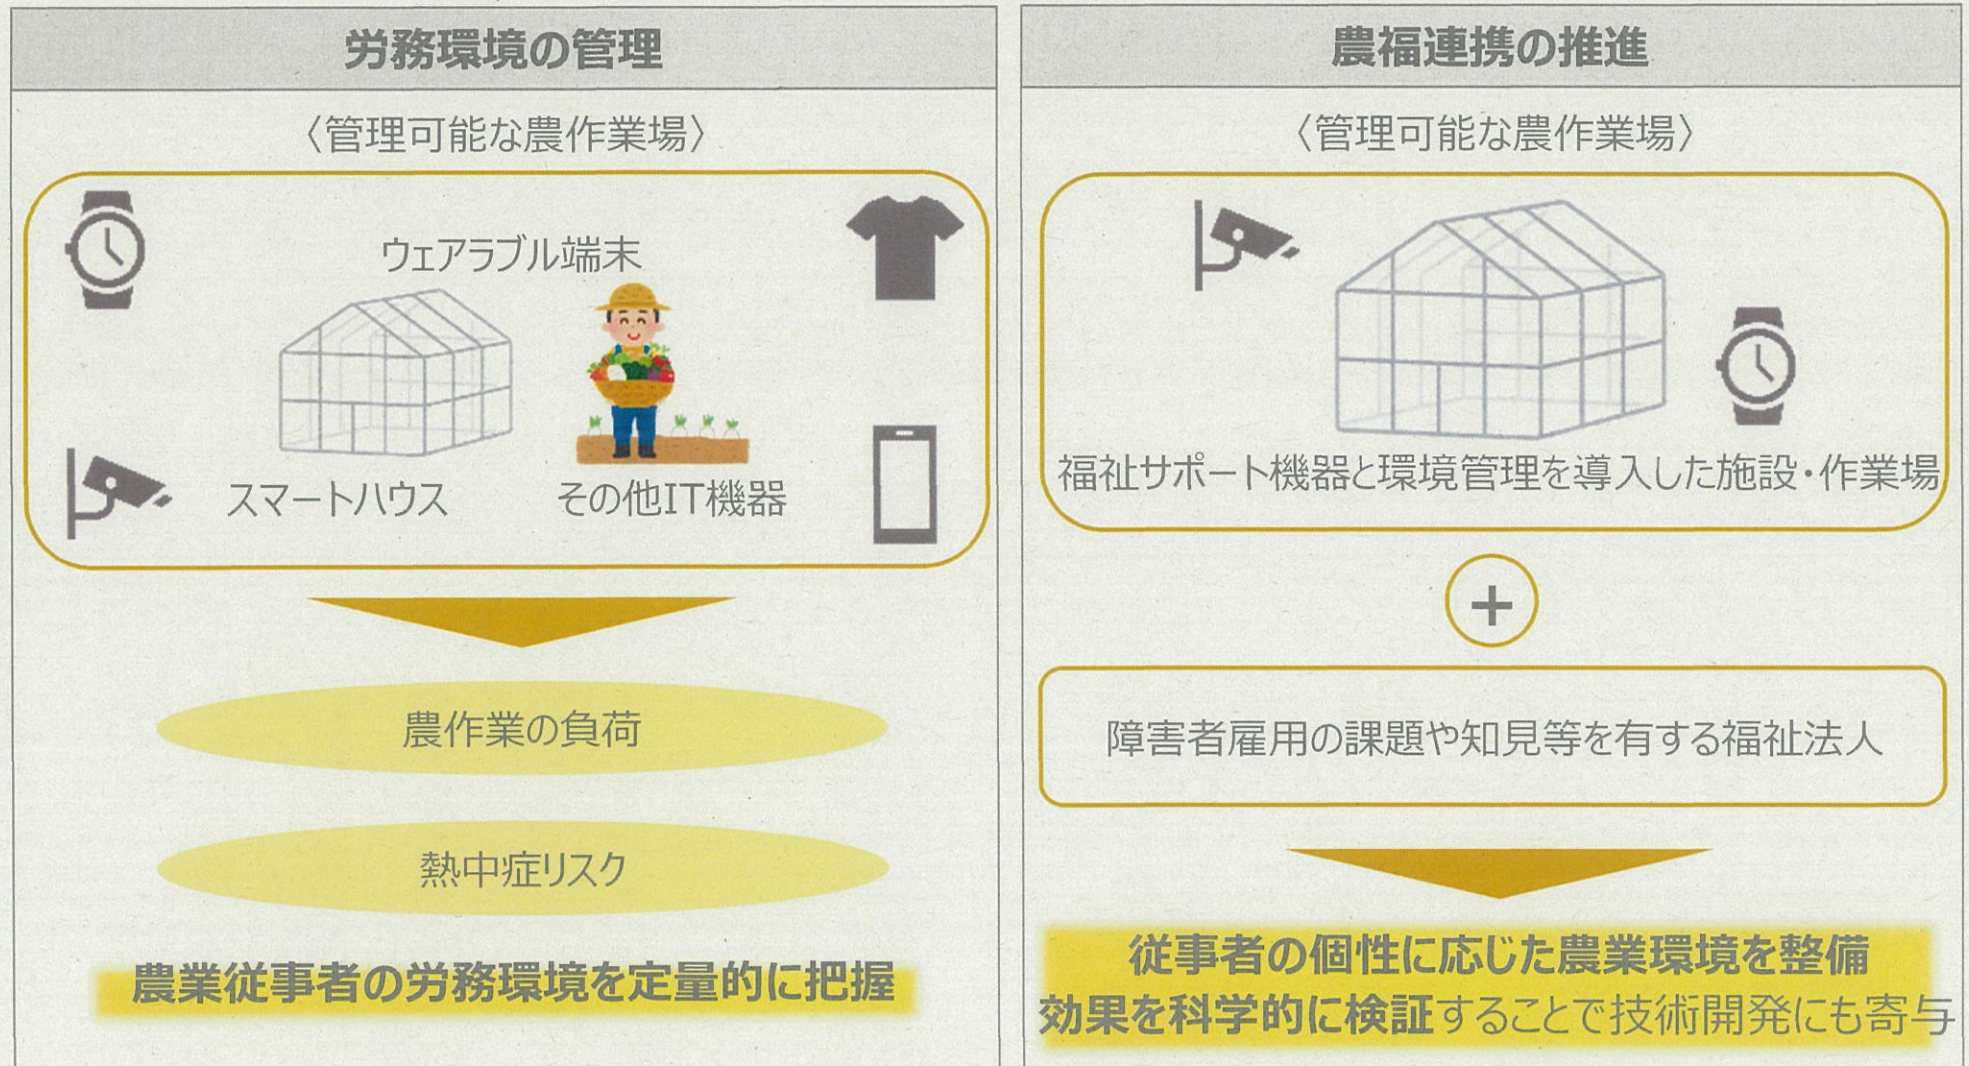 労務環境の管理
〈管理可能な農作業場〉
ウェアラブル端末
スマートハウス
その他IT機器
農作業の負荷
熱中症リスク
農業従事者の労務環境を定量的に把握
農福連携の推進
〈管理可能な農作業場〉
福祉サポート機器と環境管理を導入した施設・作業場
+
障害者雇用の課題や知見等を有する福祉法人
従事者の個性に応じた農業環境を整備
効果を科学的に検証することで技術開発にも寄与